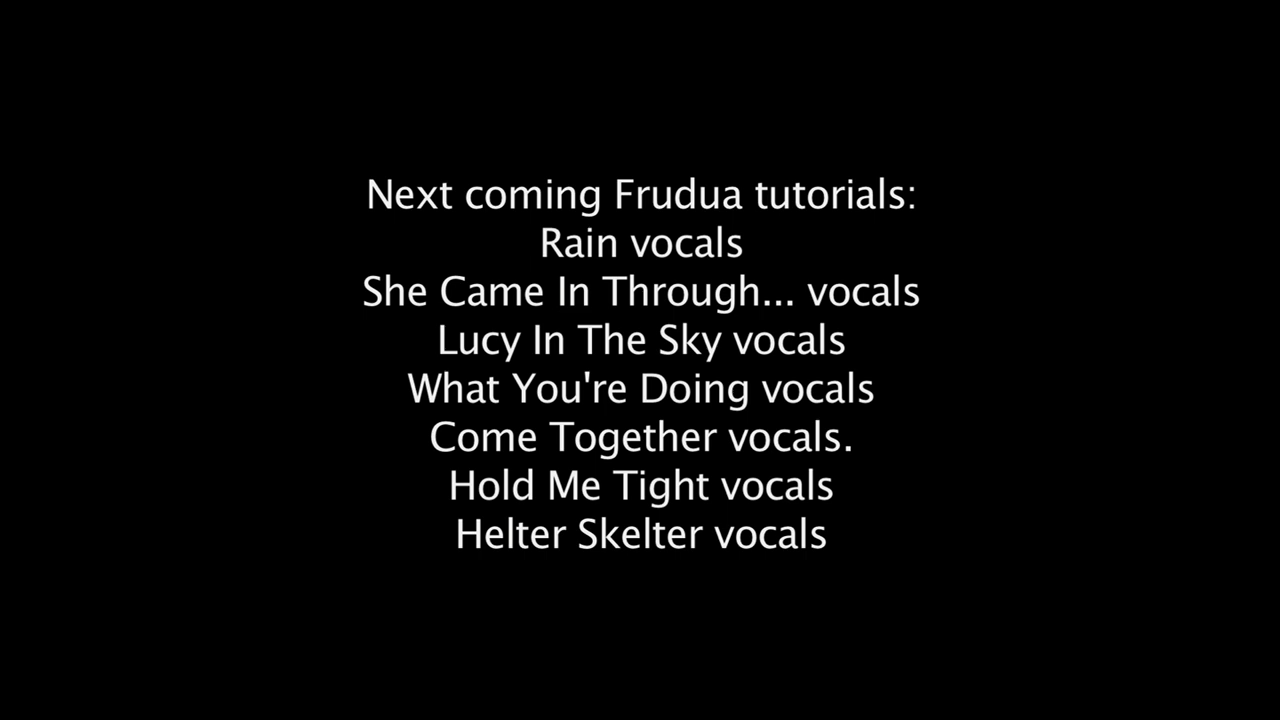 Next coming Frudua tutorials:
Rain vocals
She Came In Through... vocals
Lucy In The Sky vocals
What You're Doing vocals
Come Together vocals.
Hold Me Tight vocals
Helter Skelter vocals